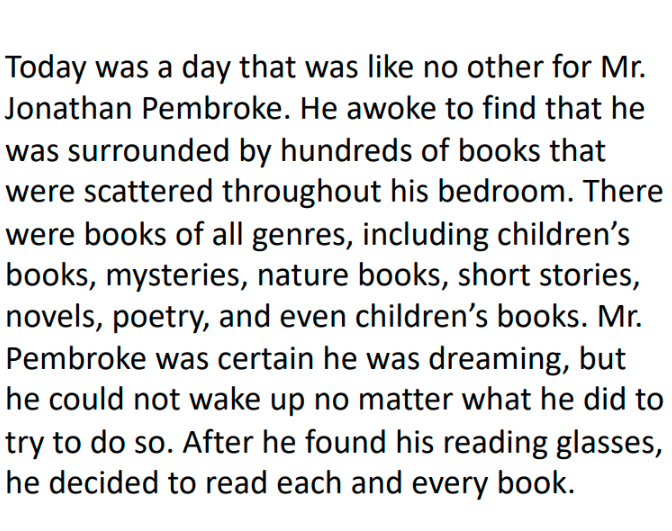 Today was a day that was like no other for Mr.
Jonathan Pembroke. He awoke to find that he
was surrounded by hundreds of books that
were scattered throughout his bedroom. There
were books of all genres, including children’s
books, mysteries, nature books, short stories,
novels, poetry, and even children’s books. Mr.
Pembroke was certain he was dreaming, but
he could not wake up no matter what he did to
try to do so. After he found his reading glasses,
he decided to read each and every book.